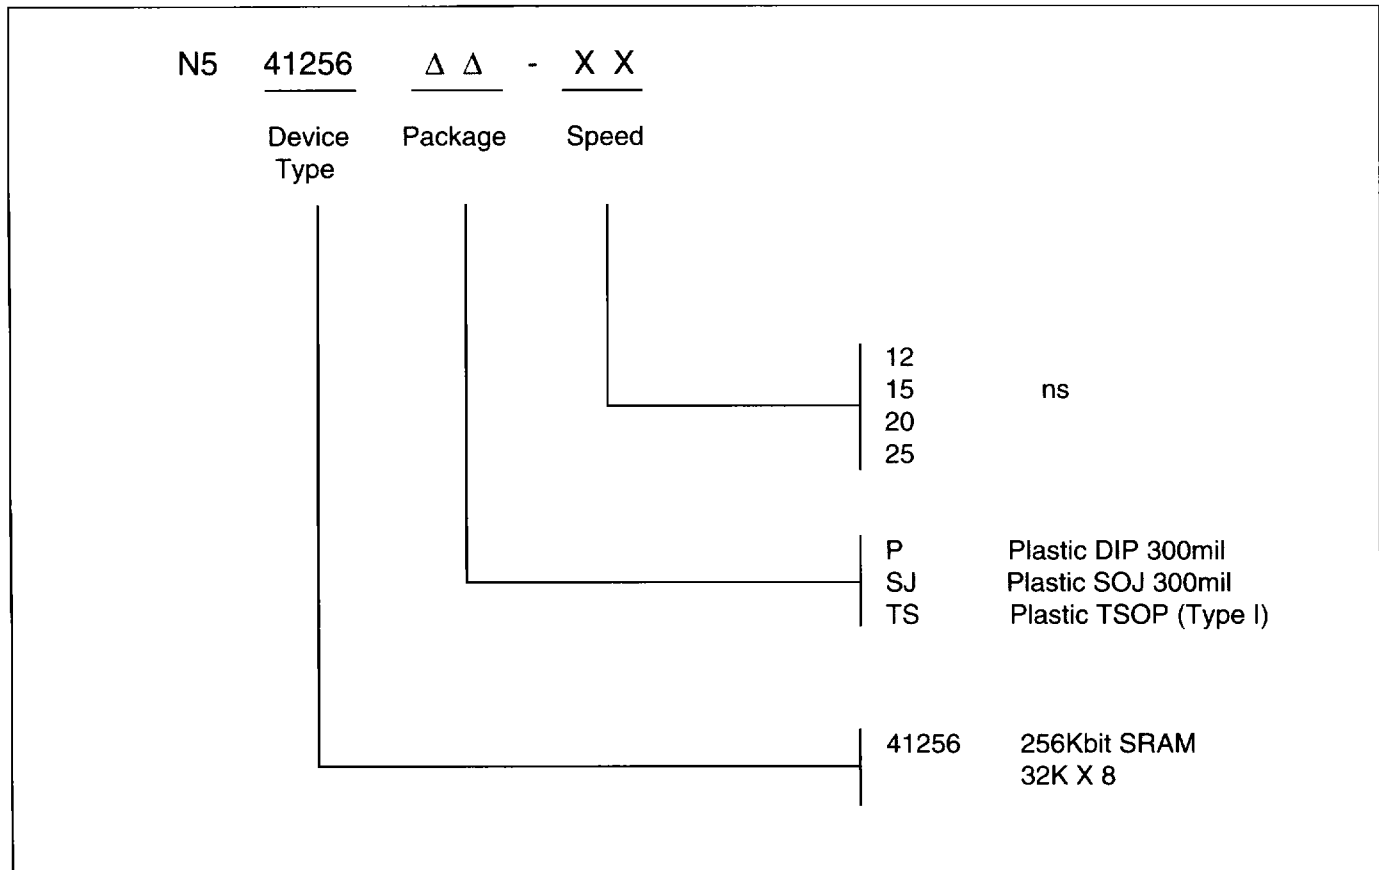 N5 41256 Δ Δ - X X
Device Package Speed
Type
12
15 ns
20
25
P Plastic DIP 300mil
SJ Plastic SOJ 300mil
TS Plastic TSOP (Type I)
41256 256Kbit SRAM
32K X 8